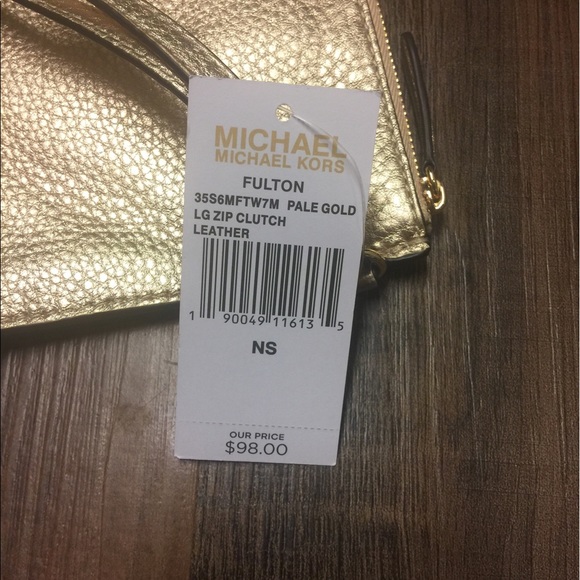 MICHAEL
MICHAEL KORS
FULTON
35S6MFTW7M PALE GOLD
LG ZIP CLUTCH
LEATHER
1 90049 11613 5
NS
OUR PRICE
$98.00